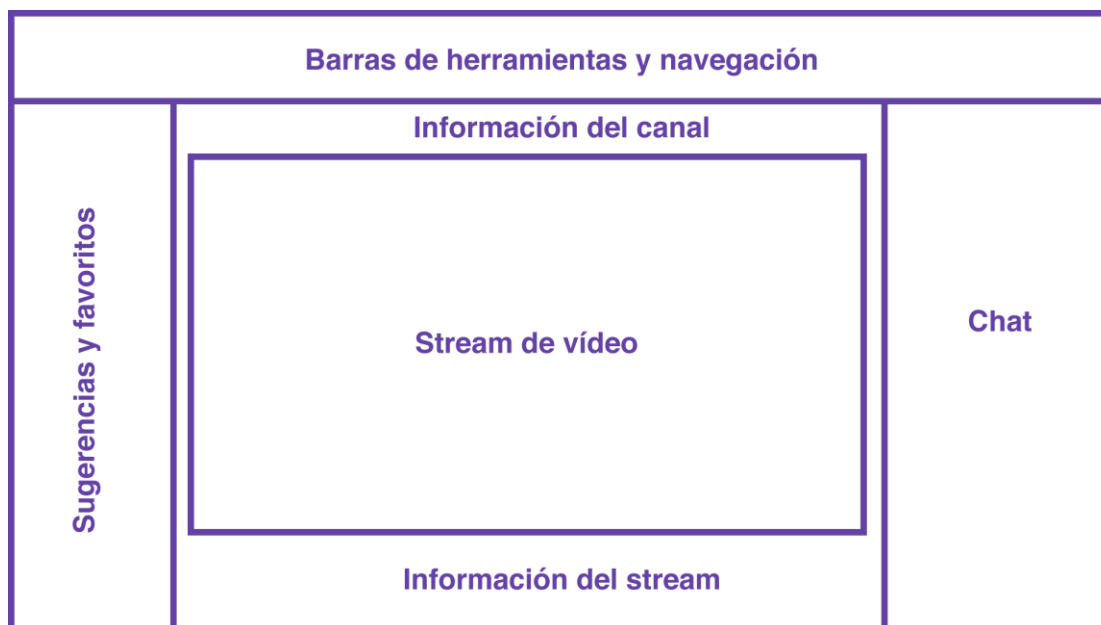 Barras de herramientas y navegación
Información del canal
Sugerencias y favoritos
Stream de vídeo
Chat
Información del stream